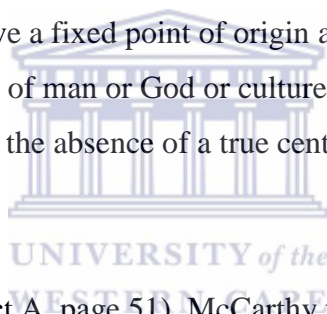 ve a fixed point of origin a
of man or God or culture
the absence of a true cent
UNIVERSITY of the
ct A, page 51). McCarthy
WESTERN CAPE